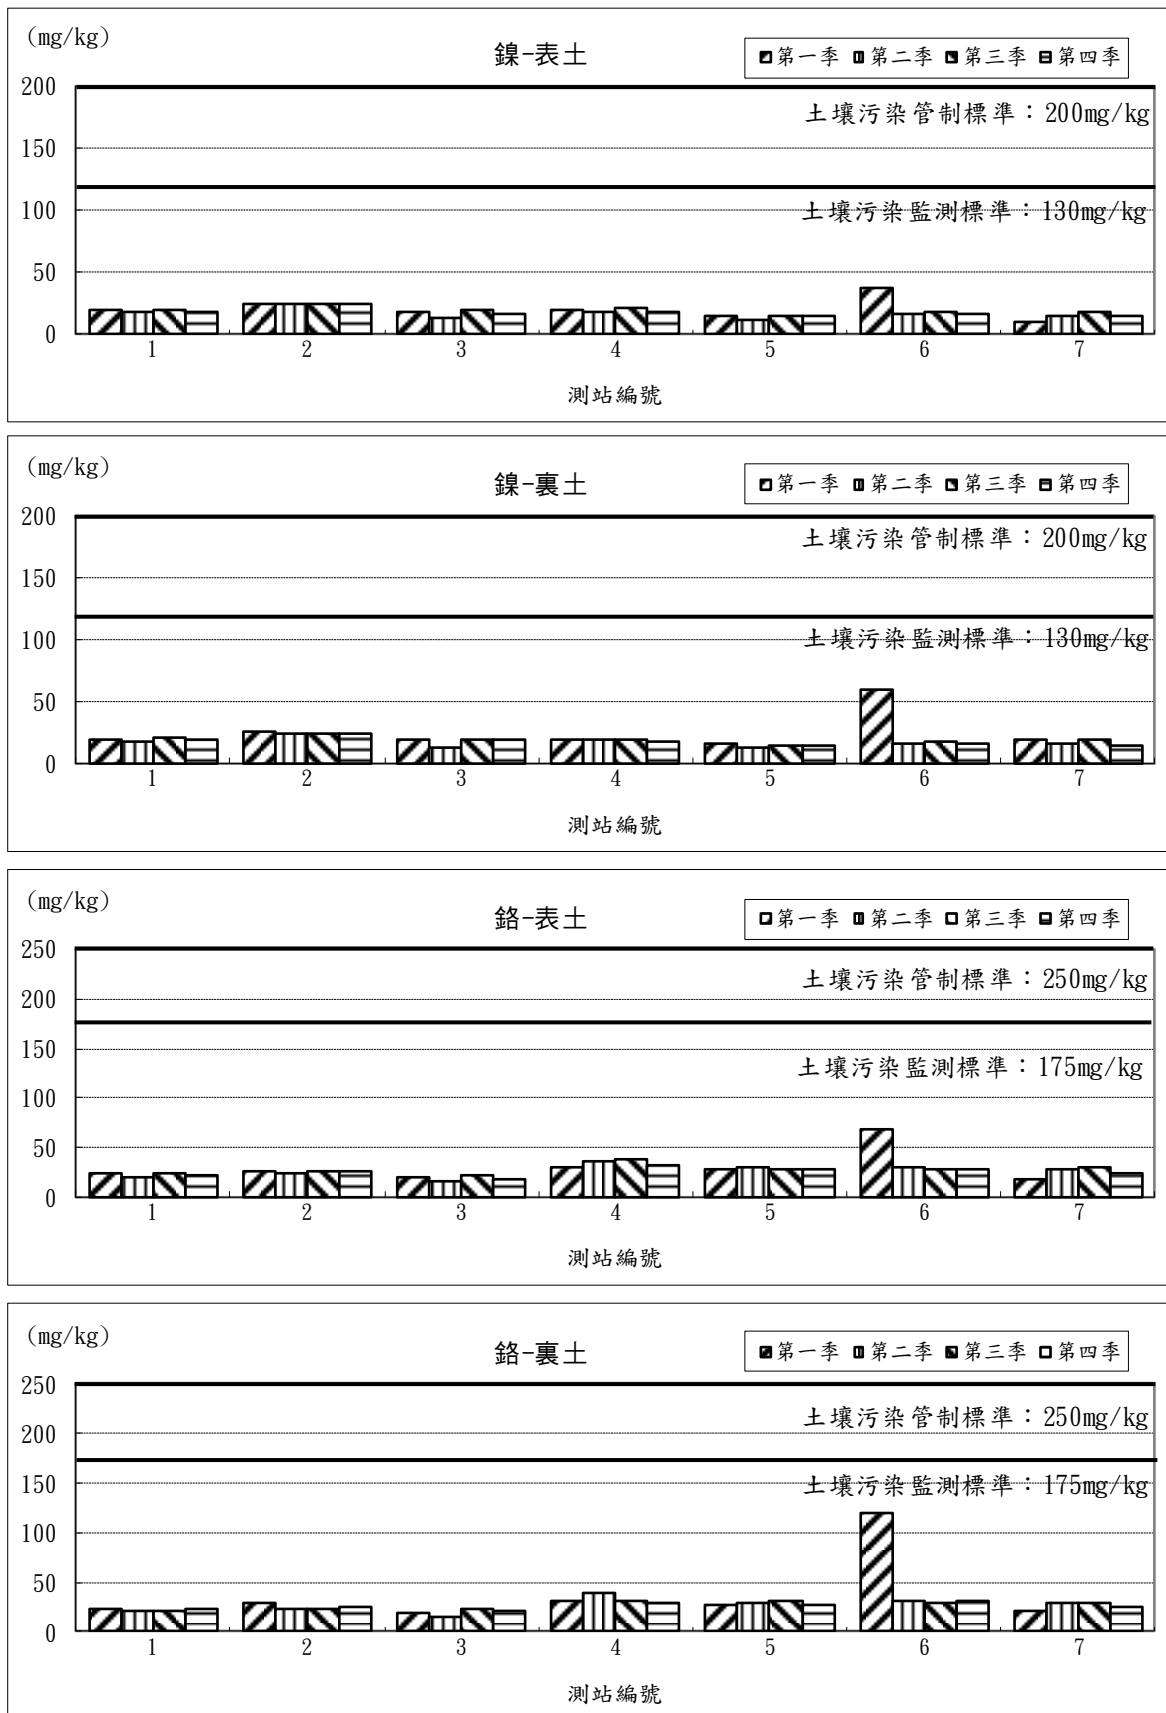 (mg/kg)
鎳-表土
第一季 第二季 第三季 第四季
200
土壤污染管制標準：200mg/kg
150
100
土壤污染監測標準：130mg/kg
50
0
1 2 3 4 5 6 7
測站編號
(mg/kg)
鎳-裏土
第一季 第二季 第三季 第四季
200
土壤污染管制標準：200mg/kg
150
100
土壤污染監測標準：130mg/kg
50
0
1 2 3 4 5 6 7
測站編號
(mg/kg)
鉻-表土
第一季 第二季 第三季 第四季
250
土壤污染管制標準：250mg/kg
200
150
土壤污染監測標準：175mg/kg
100
50
0
1 2 3 4 5 6 7
測站編號
(mg/kg)
鉻-裏土
第一季 第二季 第三季 第四季
250
土壤污染管制標準：250mg/kg
200
150
土壤污染監測標準：175mg/kg
100
50
0
1 2 3 4 5 6 7
測站編號